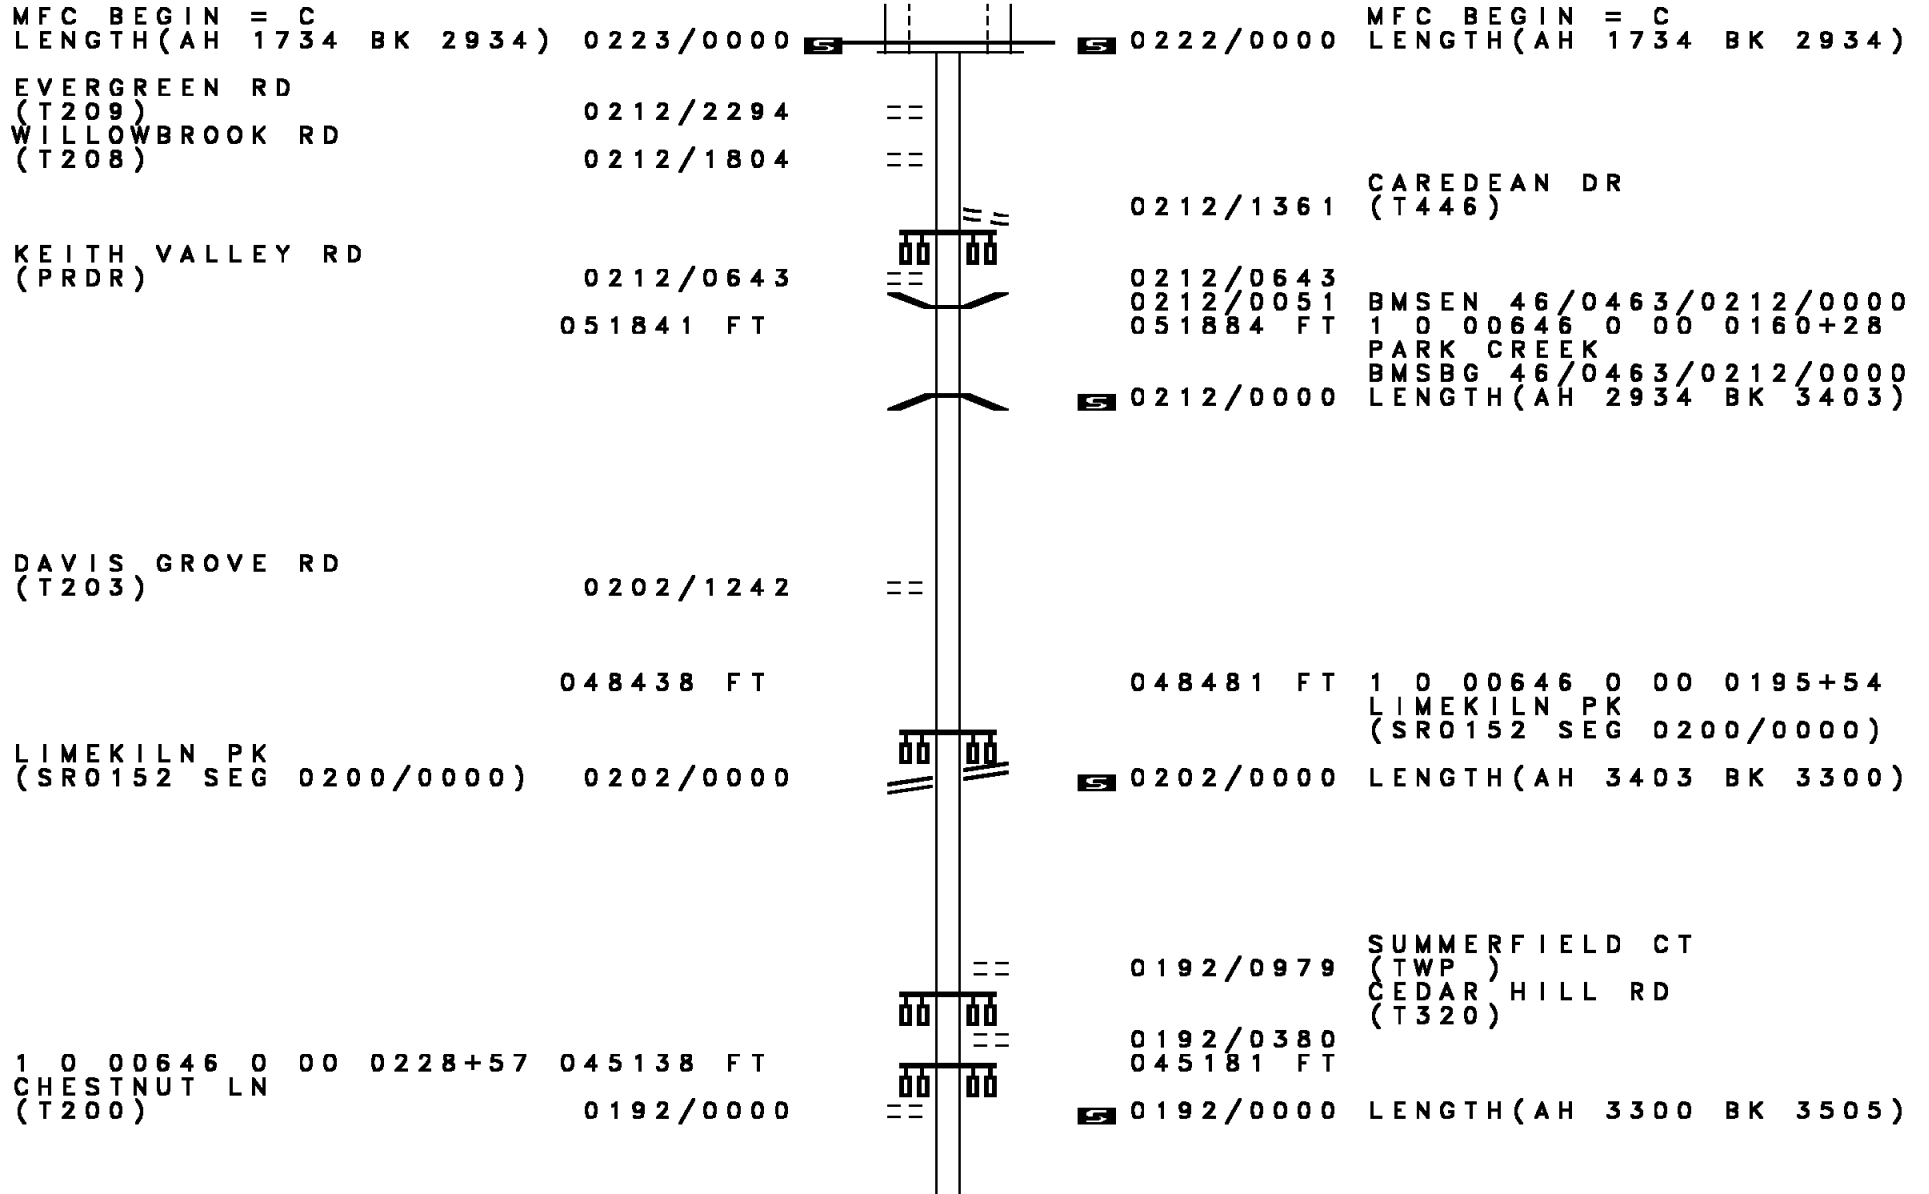 MFC BEGIN = C MFC BEGIN = C
LENGTH(AH 1734 BK 2934) 0223/0000 S S 0222/0000 LENGTH(AH 1734 BK 2934)
EVERGREEN RD
(T209) 0212/2294
WILLOWBROOK RD
(T208) 0212/1804
CAREDEAN DR
0212/1361 (T446)
KEITH VALLEY RD
(PRDR) 0212/0643 0212/0643
0212/0051 BMSEN 46/0463/0212/0000
051841 FT 051884 FT 1 0 00646 0 00 0160+28
PARK CREEK
BMSBG 46/0463/0212/0000
S 0212/0000 LENGTH(AH 2934 BK 3403)
DAVIS GROVE RD
(T203) 0202/1242
048438 FT 048481 FT 1 0 00646 0 00 0195+54
LIMEKILN PK
(SR0152 SEG 0200/0000)
LIMEKILN PK
(SR0152 SEG 0200/0000) 0202/0000 S 0202/0000 LENGTH(AH 3403 BK 3300)
SUMMERFIELD CT
0192/0979 (TWP )
CEDAR HILL RD
(T320)
0192/0380
1 0 00646 0 00 0228+57 045138 FT 045181 FT
CHESTNUT LN
(T200) 0192/0000 S 0192/0000 LENGTH(AH 3300 BK 3505)